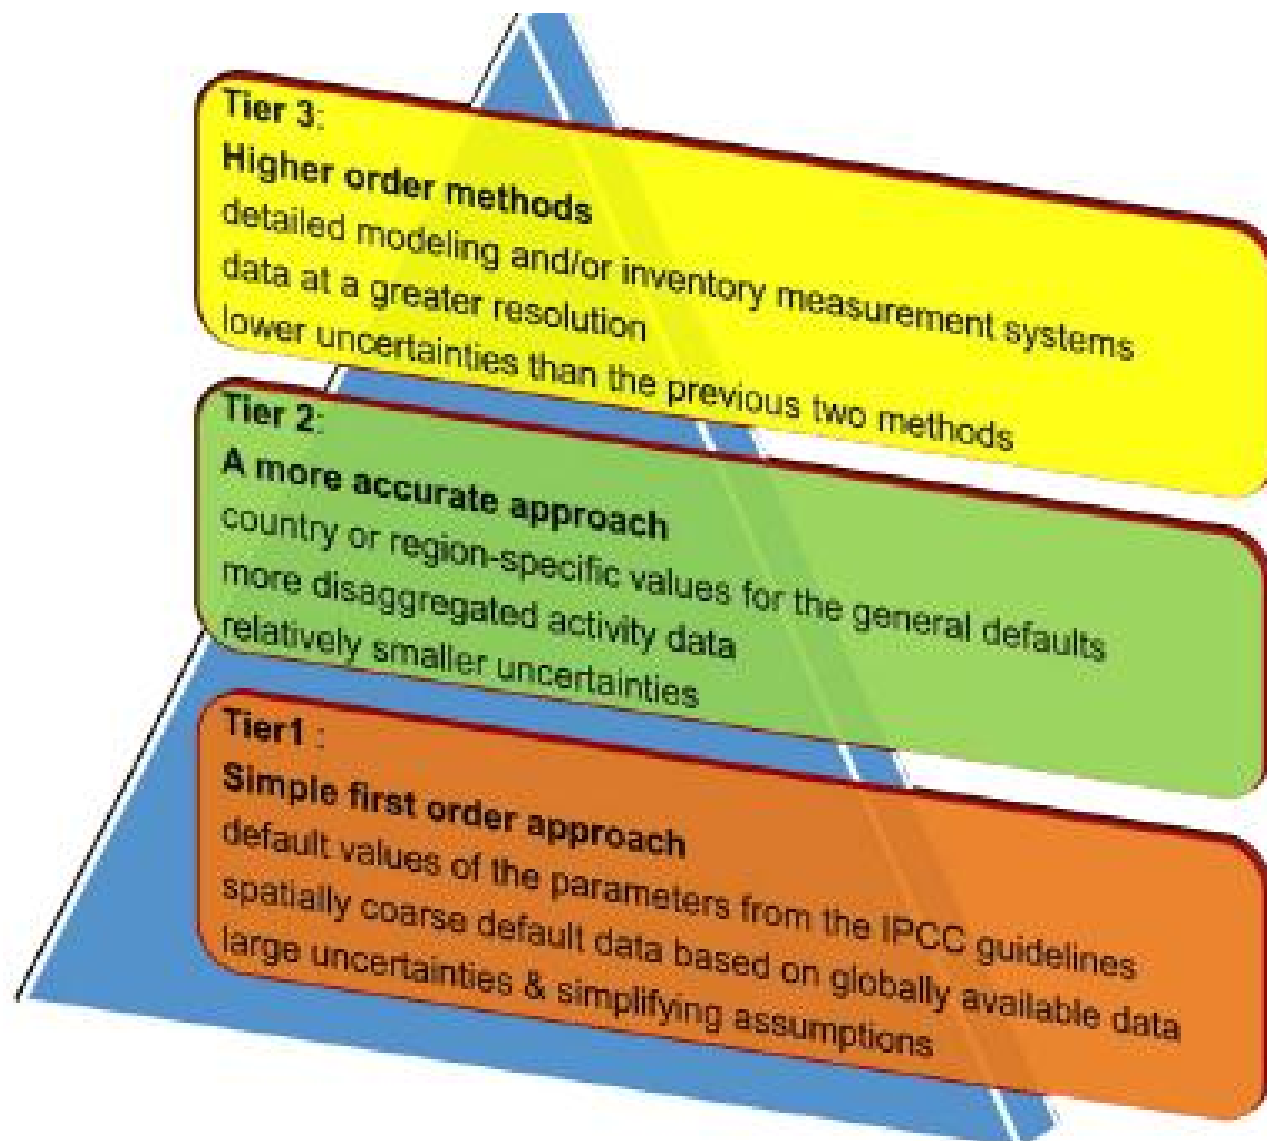 Tier 3:
Higher order methods
detailed modeling and/or inventory measurement systems
data at a greater resolution
lower uncertainties than the previous two methods
Tier 2:
A more accurate approach
country or region-specific values for the general defaults
more disaggregated activity data
relatively smaller uncertainties
Tier1 :
Simple first order approach
default values of the parameters from the IPCC guidelines
spatially coarse default data based on globally available data
large uncertainties & simplifying assumptions